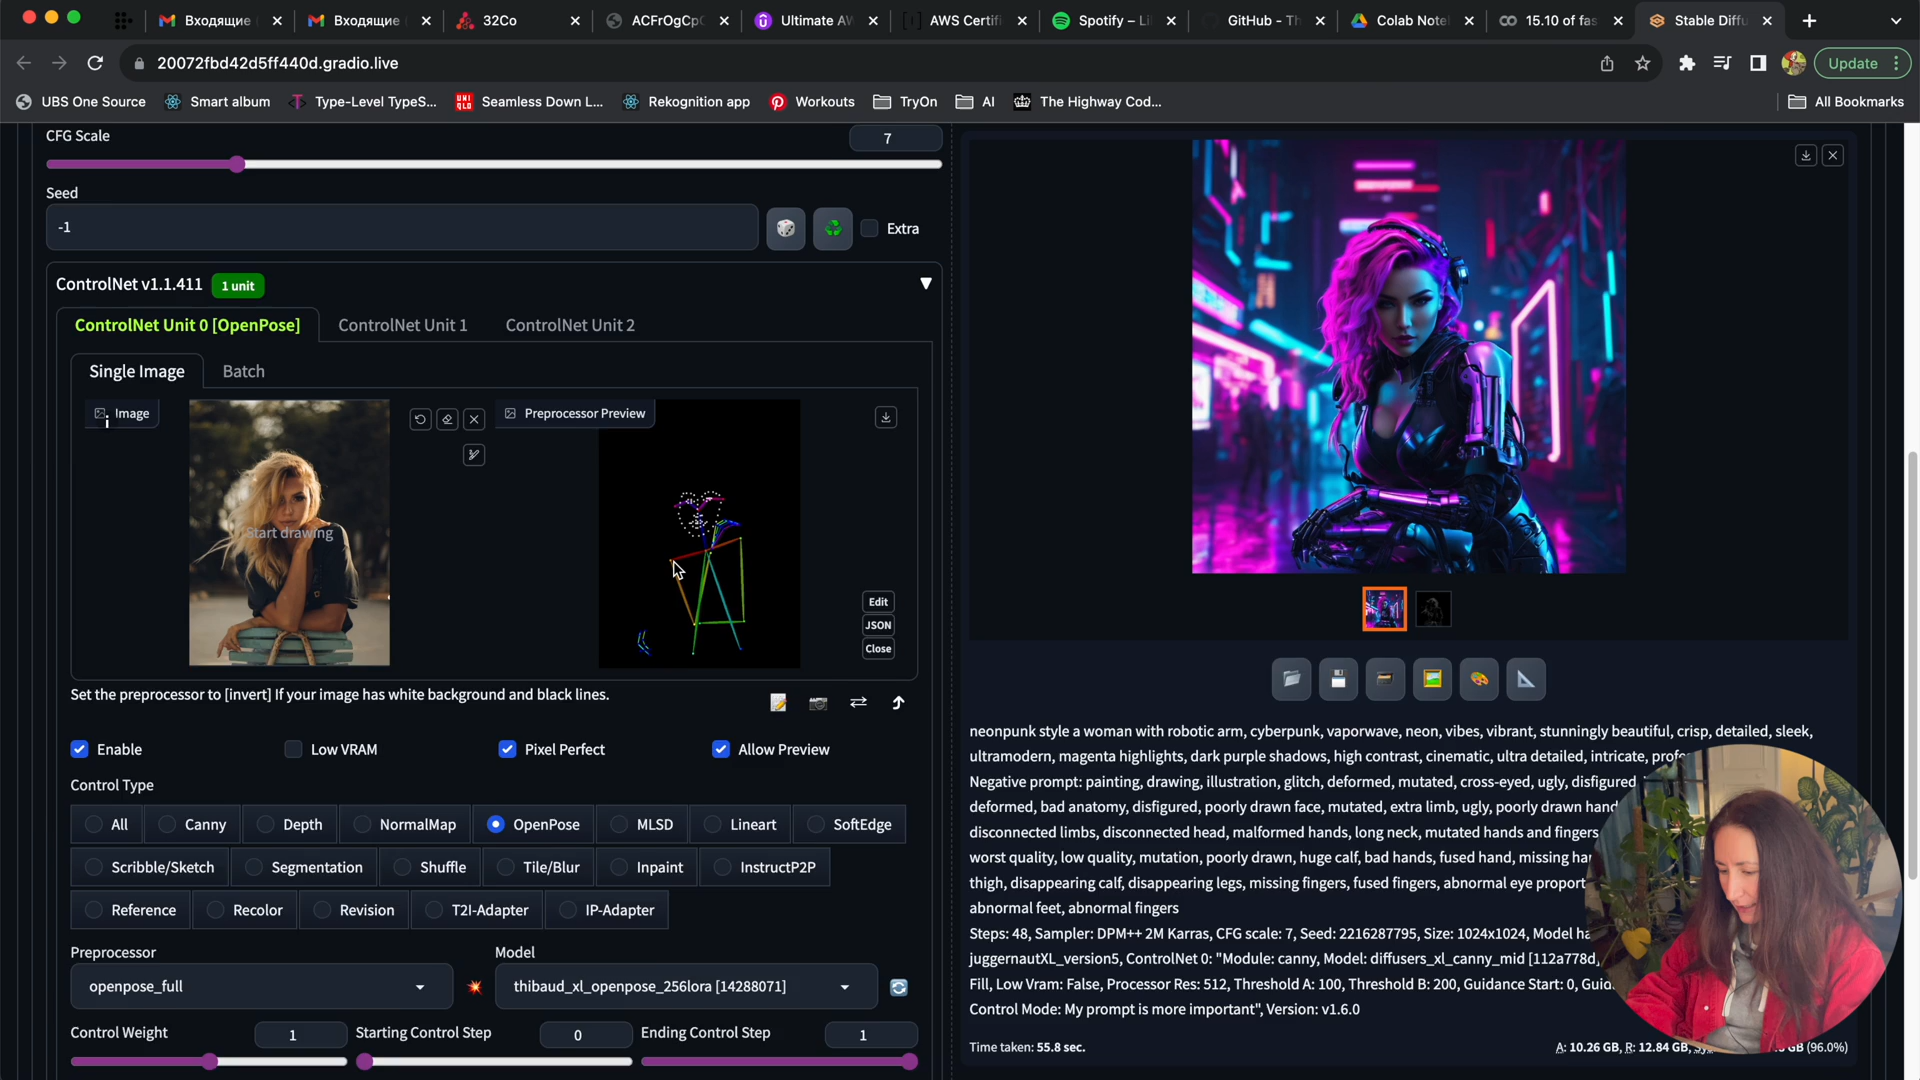 Входящие
Входящие
32Co
ACFrOgCp
Ultimate AW
AWS Certifi
Spotify – Li
GitHub - Th
Colab Note
15.10 of fas
Stable Diffu
20072fbd42d5ff440d.gradio.live
Update
UBS One Source
Smart album
Type-Level TypeS...
Seamless Down L...
Rekognition app
Workouts
TryOn
AI
The Highway Cod...
All Bookmarks
CFG Scale
7
Seed
-1
Extra
ControlNet v1.1.411
1 unit
ControlNet Unit 0 [OpenPose]
ControlNet Unit 1
ControlNet Unit 2
Single Image
Batch
Image
Start drawing
Preprocessor Preview
Edit
JSON
Close
Set the preprocessor to [invert] If your image has white background and black lines.
Enable
Low VRAM
Pixel Perfect
Allow Preview
Control Type
All
Canny
Depth
NormalMap
OpenPose
MLSD
Lineart
SoftEdge
Scribble/Sketch
Segmentation
Shuffle
Tile/Blur
Inpaint
InstructP2P
Reference
Recolor
Revision
T2I-Adapter
IP-Adapter
Preprocessor
Model
openpose_full
thibaud_xl_openpose_256lora [14288071]
Control Weight
1
Starting Control Step
0
Ending Control Step
1
neonpunk style a woman with robotic arm, cyberpunk, vaporwave, neon, vibes, vibrant, stunningly beautiful, crisp, detailed, sleek,
ultramodern, magenta highlights, dark purple shadows, high contrast, cinematic, ultra detailed, intricate,
Negative prompt: painting, drawing, illustration, glitch, deformed, mutated, cross-eyed, ugly, disfigured
deformed, bad anatomy, disfigured, poorly drawn face, mutated, extra limb, ugly, poorly drawn
disconnected limbs, disconnected head, malformed hands, long neck, mutated hands and fingers
worst quality, low quality, mutation, poorly drawn, huge calf, bad hands, fused hand, missing
thigh, disappearing calf, disappearing legs, missing fingers, fused fingers, abnormal eye
abnormal feet, abnormal fingers
Steps: 48, Sampler: DPM++ 2M Karras, CFG scale: 7, Seed: 2216287795, Size: 1024x1024, Model
juggernautXL_version5, ControlNet 0: "Module: canny, Model: diffusers_xl_canny_mid [112a778d]
Fill, Low Vram: False, Processor Res: 512, Threshold A: 100, Threshold B: 200, Guidance Start: 0,
Control Mode: My prompt is more important", Version: v1.6.0
Time taken: 55.8 sec.
A: 10.26 GB, R: 12.84 GB, GB (96.0%)